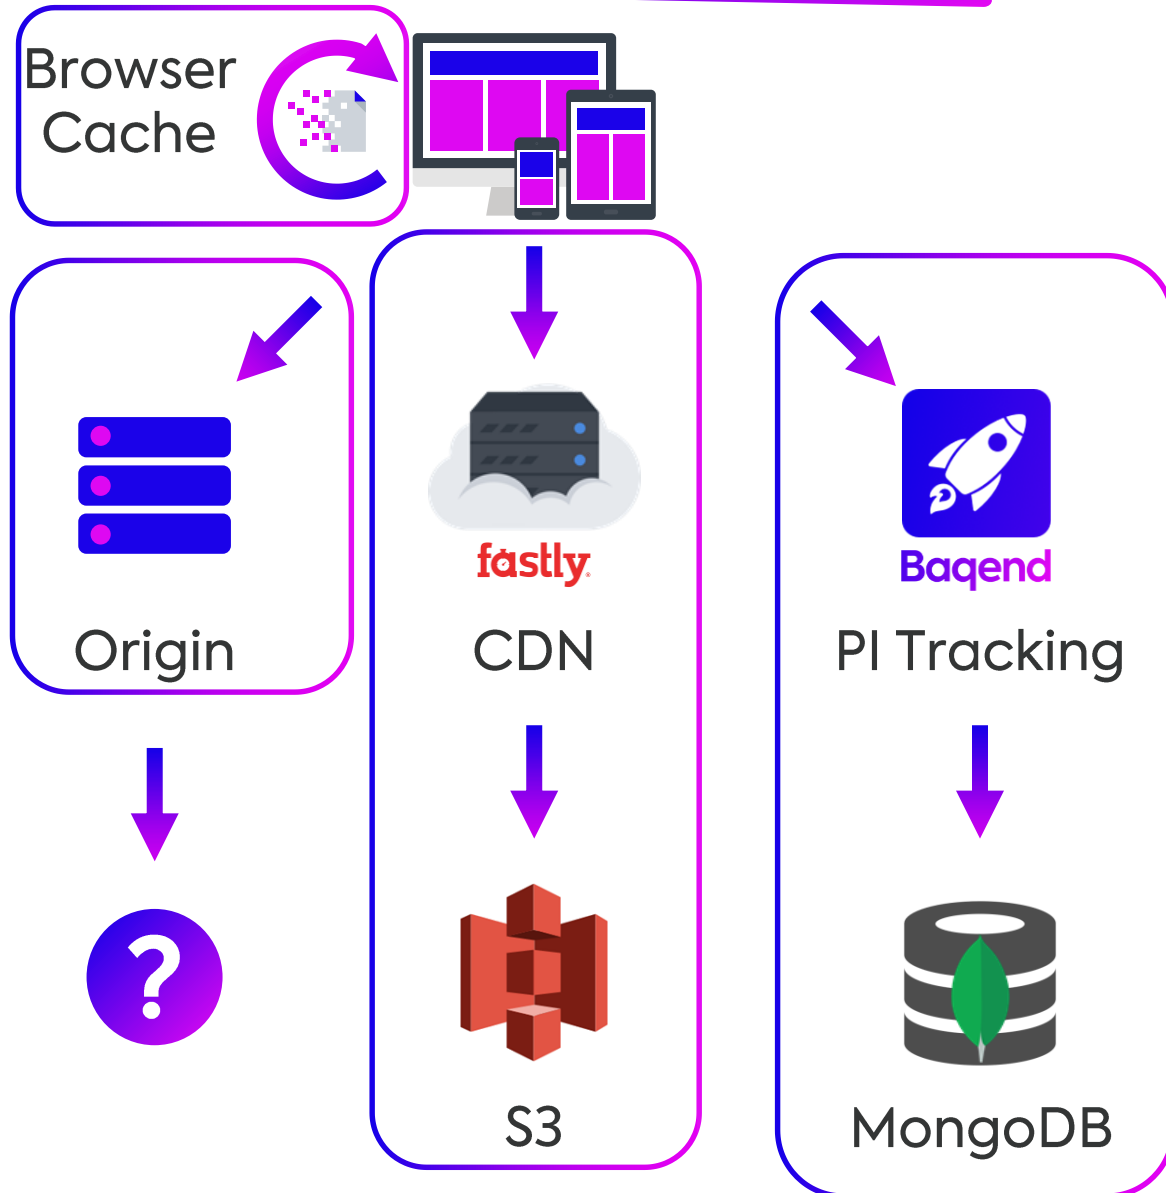 Browser
Cache
fastly
Baqend
Origin
CDN
PI Tracking
?
S3
MongoDB